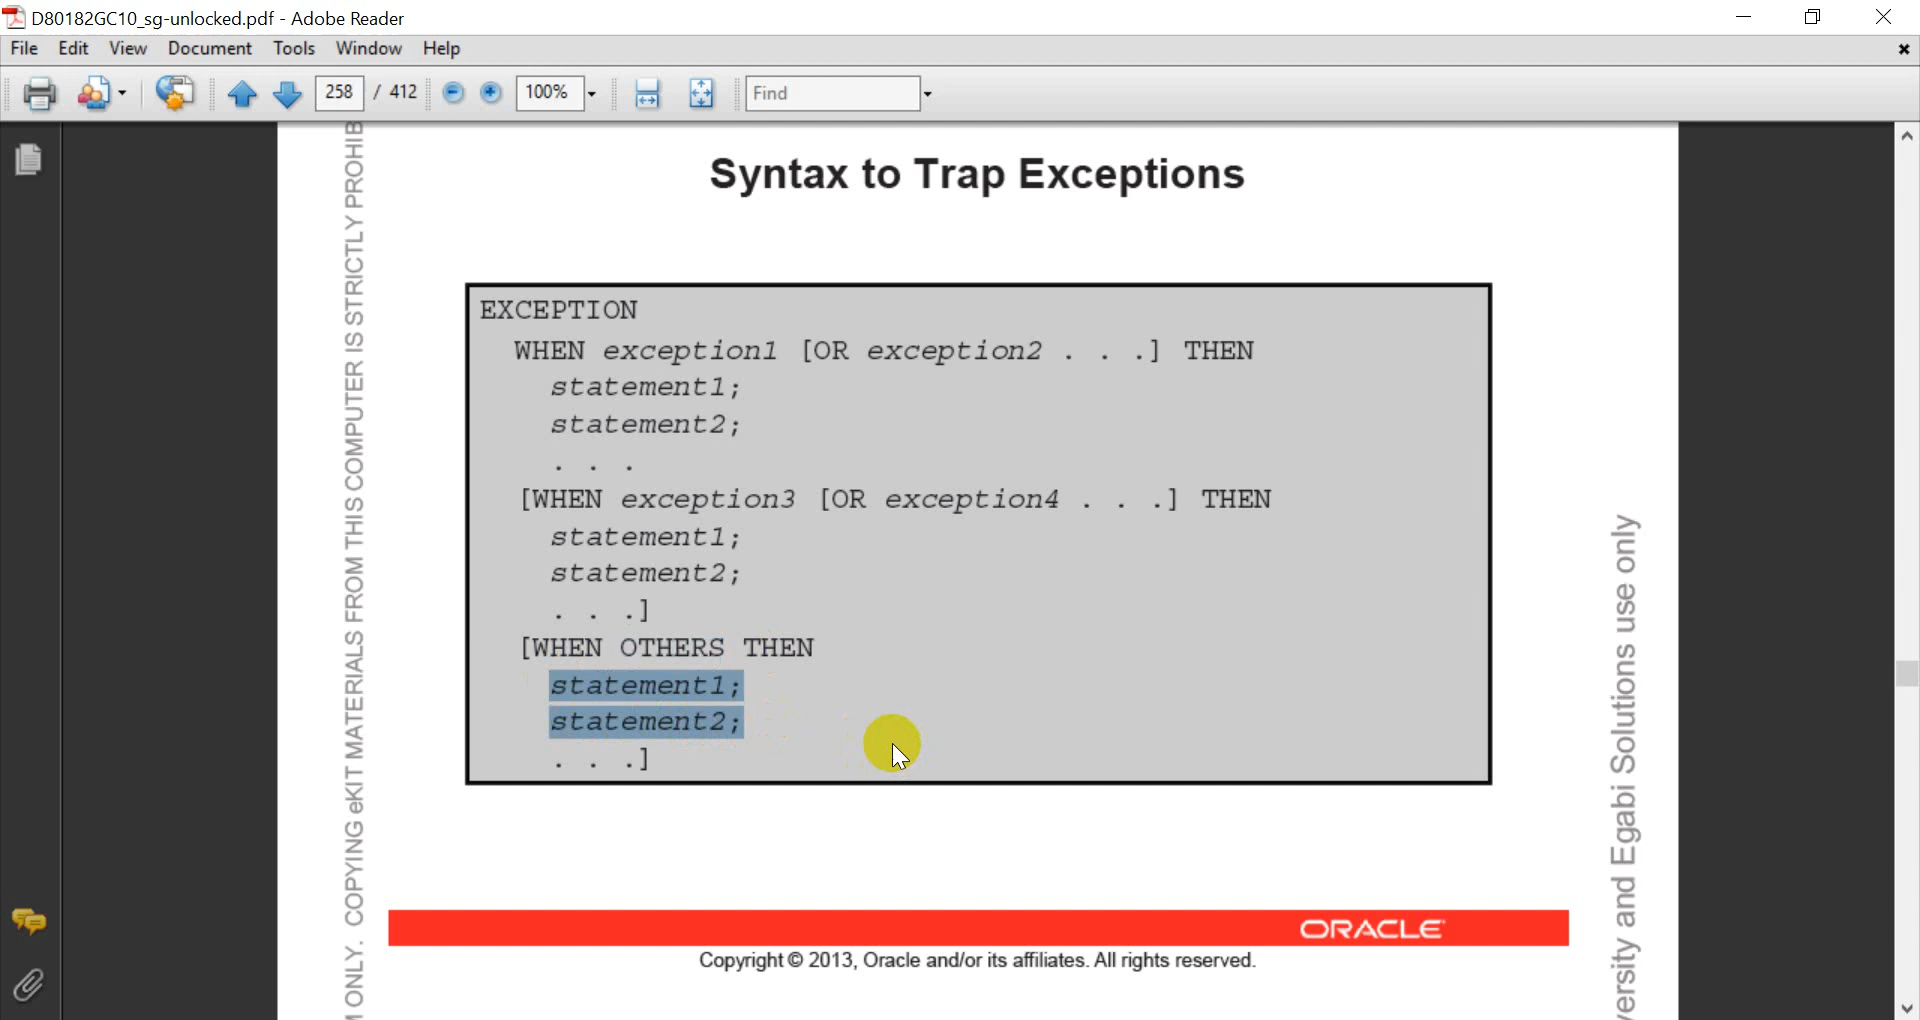 D80182GC10_sg-unlocked.pdf - Adobe Reader
File Edit View Document Tools Window Help
258 / 412 100% Find
Syntax to Trap Exceptions
EXCEPTION
WHEN exception1 [OR exception2 . . .] THEN
statement1;
statement2;
. . .
[WHEN exception3 [OR exception4 . . .] THEN
statement1;
statement2;
. . .]
[WHEN OTHERS THEN
statement1;
statement2;
. . .]
ORACLE
Copyright © 2013, Oracle and/or its affiliates. All rights reserved.
ONLY. COPYING eKIT MATERIALS FROM THIS COMPUTER IS STRICTLY PROHIB
versity and Egabi Solutions use only